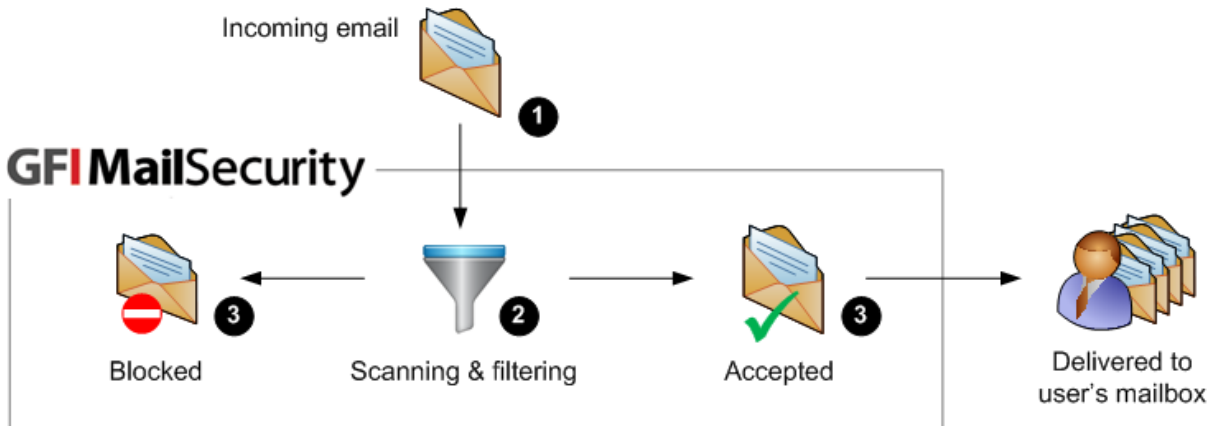 Incoming email
1
GFI MailSecurity
3
2
3
Blocked
Scanning & filtering
Accepted
Delivered to
user's mailbox